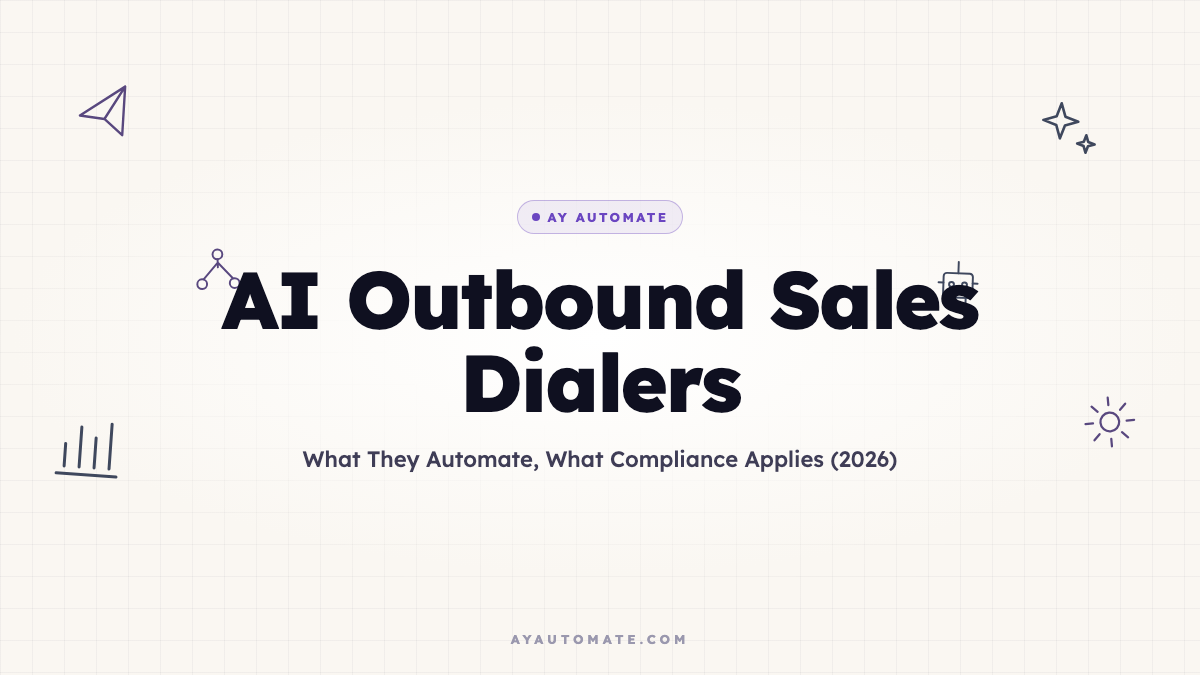 AY AUTOMATE
AI Outbound Sales
Dialers
What They Automate, What Compliance Applies (2026)
AYAUTOMATE.COM